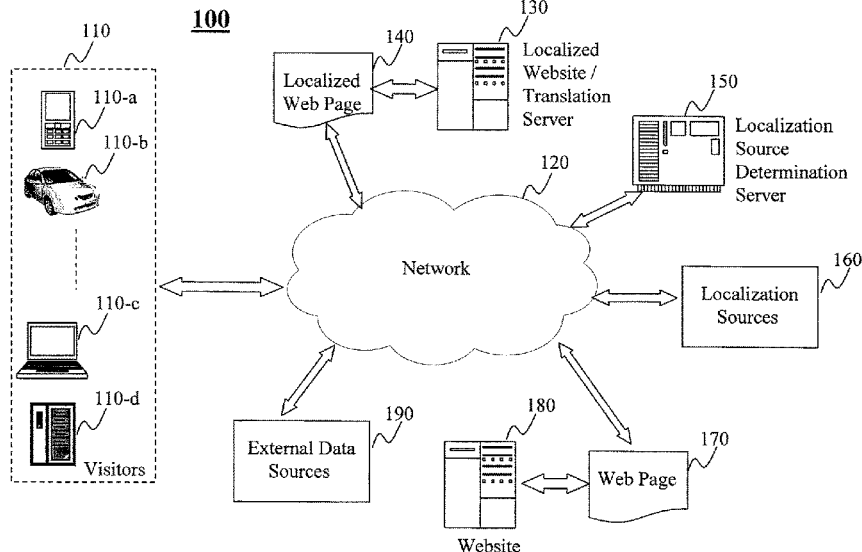 100
110
110-a
110-b
110-c
110-d
Visitors
140
Localized
Web Page
130
Localized
Website /
Translation
Server
150
Localization
Source
Determination
Server
120
Network
160
Localization
Sources
190
External Data
Sources
180
Website
170
Web Page